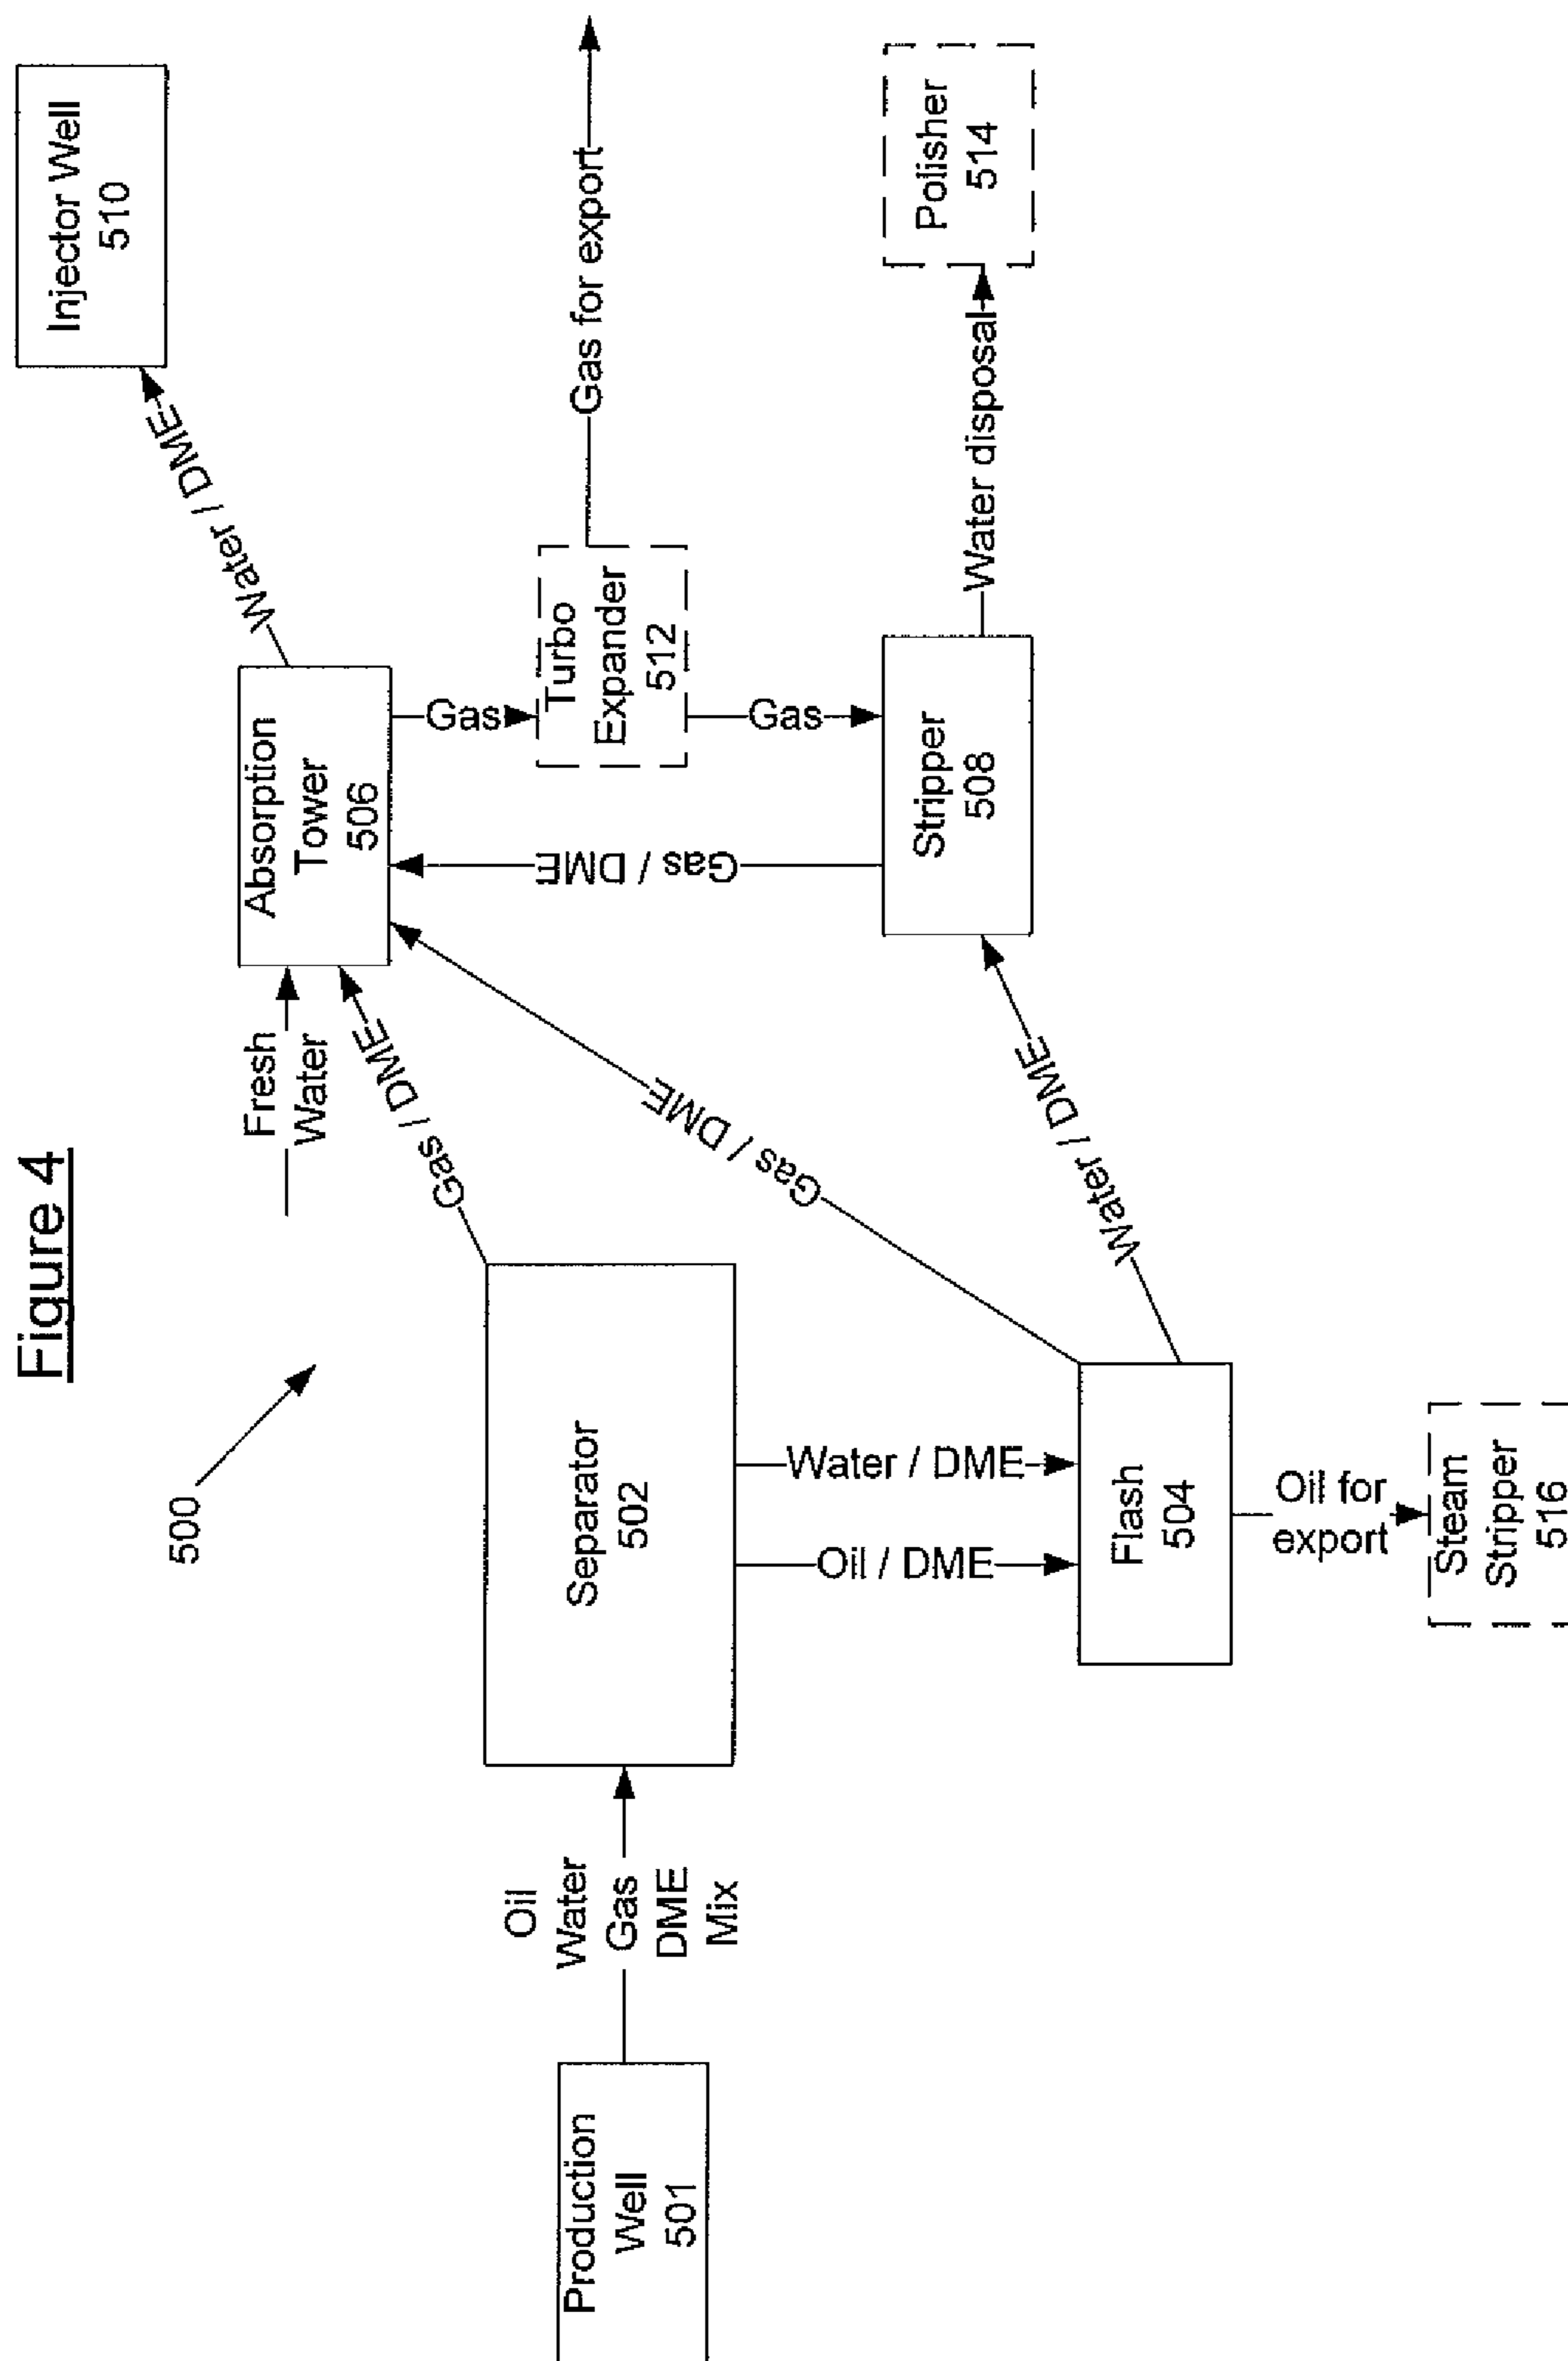 Figure 4
500
Production
Well
501
Oil
Water
Gas
DME
Mix
Separator
502
Gas / DME
Water / DME
Oil / DME
Flash
504
Oil for
export
Steam
Stripper
516
Gas / DME
Water / DME
Fresh
Water
Absorption
Tower
506
Gas / DME
Gas
Turbo
Expander
512
Gas
Stripper
508
Water / DME
Injector Well
510
Gas for export
Water disposal
Polisher
514